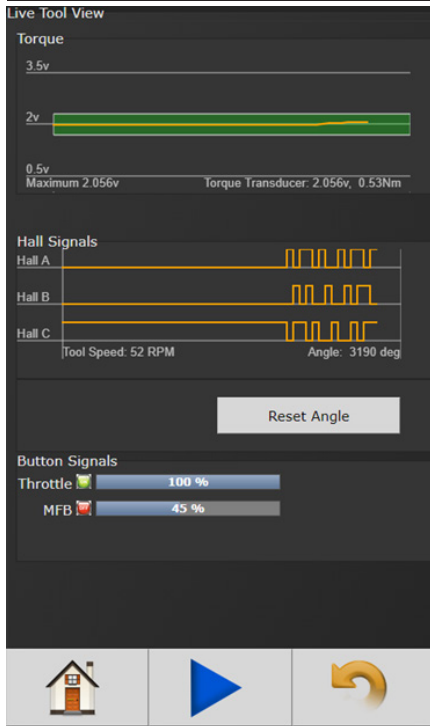 Live Tool View
Torque
3.5v
2v
0.5v
Maximum 2.056v Torque Transducer: 2.056v, 0.53Nm
Hall Signals
Hall A
Hall B
Hall C
Tool Speed: 52 RPM Angle: 3190 deg
Reset Angle
Button Signals
Throttle 100 %
MFB 45 %